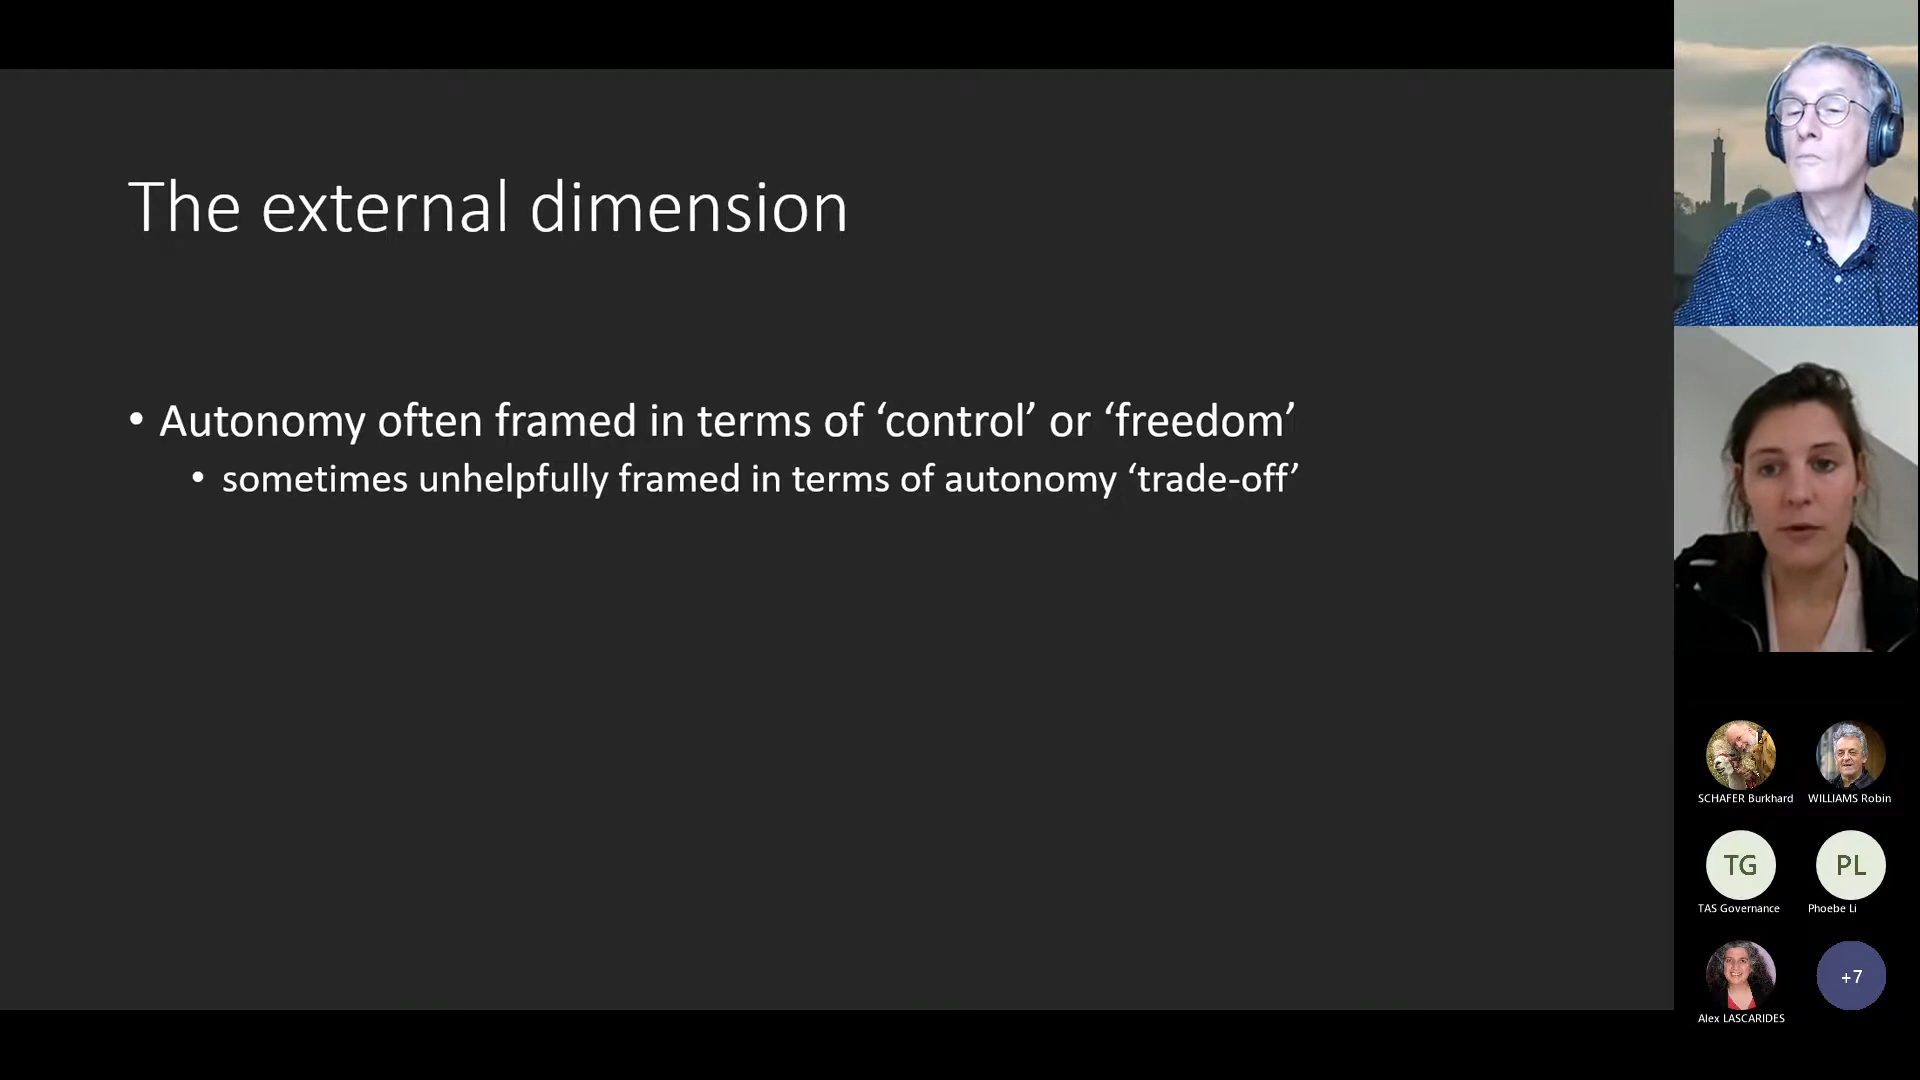 The external dimension
• Autonomy often framed in terms of ‘control’ or ‘freedom’
• sometimes unhelpfully framed in terms of autonomy ‘trade-off’
SCHAFER Burkhard
WILLIAMS Robin
TG
PL
TAS Governance
Phoebe Li
+7
Alex LASCARIDES